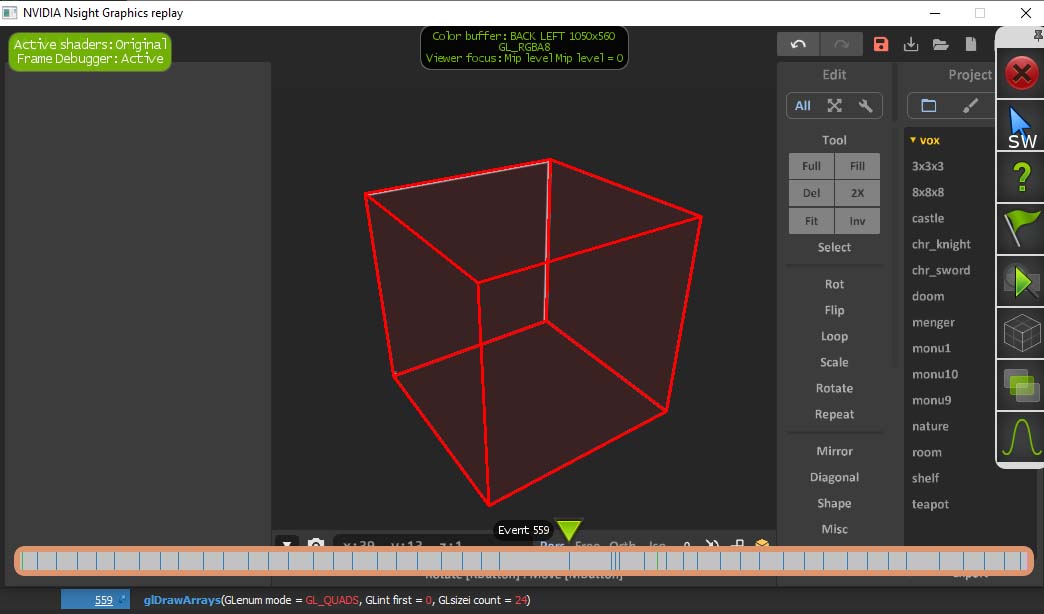 NVIDIA Nsight Graphics replay
Active shaders: Original
Frame Debugger: Active
Color buffer: BACK LEFT 1050x560
GL_RGBA8
Viewer focus: Mip level Mip level = 0
Edit
Project
All
Tool
Full
Fill
Del
2X
Fit
Inv
Select
Rot
Flip
Loop
Scale
Rotate
Repeat
Mirror
Diagonal
Shape
Misc
vox
3x3x3
8x8x8
castle
chr_knight
chr_sword
doom
menger
monu1
monu10
monu9
nature
room
shelf
teapot
SW
?
Event 559
559
glDrawArrays(GLenum mode = GL_QUADS, GLint first = 0, GLsizei count = 24)